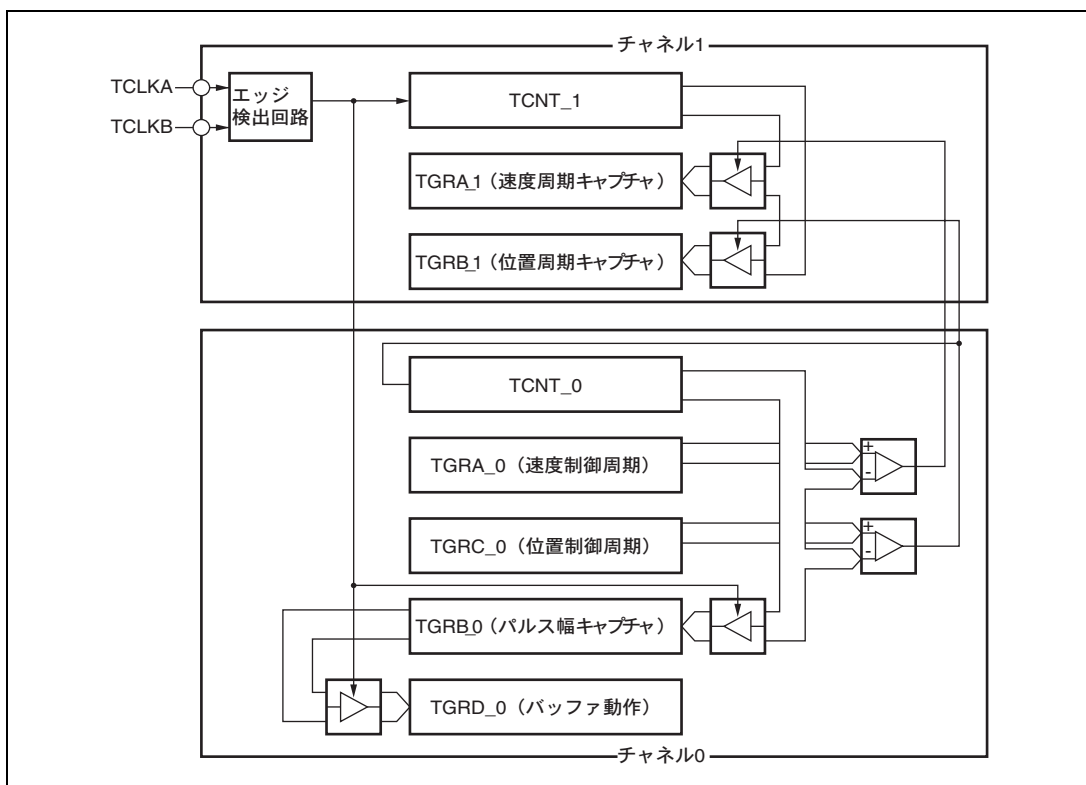 チャネル1
TCLKA
TCLKB
エッジ
検出回路
TCNT_1
TGRA_1（速度周期キャプチャ）
TGRB_1（位置周期キャプチャ）
TCNT_0
TGRA_0（速度制御周期）
TGRC_0（位置制御周期）
TGRB_0（パルス幅キャプチャ）
TGRD_0（バッファ動作）
+
-
+
-
チャネル0